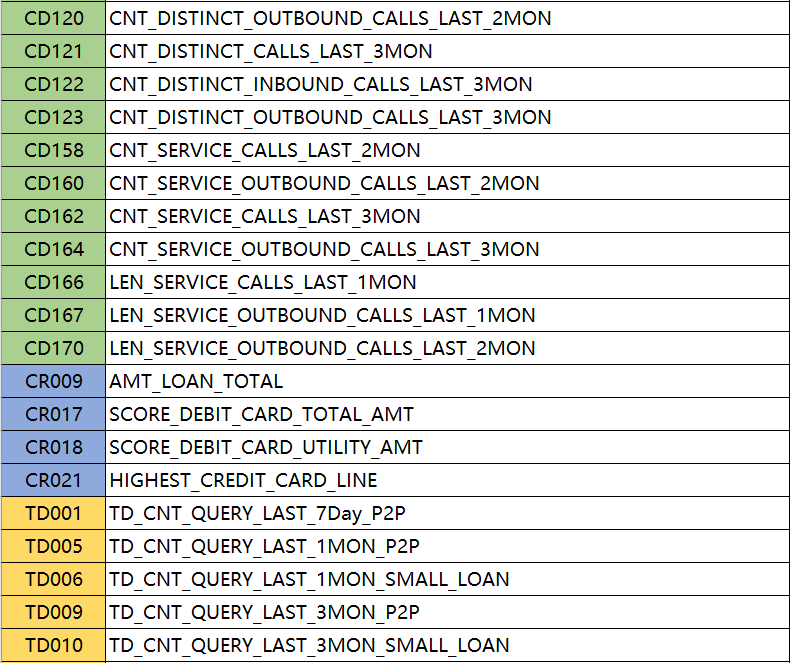 CD120 CNT_DISTINCT_OUTBOUND_CALLS_LAST_2MON
CD121 CNT_DISTINCT_CALLS_LAST_3MON
CD122 CNT_DISTINCT_INBOUND_CALLS_LAST_3MON
CD123 CNT_DISTINCT_OUTBOUND_CALLS_LAST_3MON
CD158 CNT_SERVICE_CALLS_LAST_2MON
CD160 CNT_SERVICE_OUTBOUND_CALLS_LAST_2MON
CD162 CNT_SERVICE_CALLS_LAST_3MON
CD164 CNT_SERVICE_OUTBOUND_CALLS_LAST_3MON
CD166 LEN_SERVICE_CALLS_LAST_1MON
CD167 LEN_SERVICE_OUTBOUND_CALLS_LAST_1MON
CD170 LEN_SERVICE_OUTBOUND_CALLS_LAST_2MON
CR009 AMT_LOAN_TOTAL
CR017 SCORE_DEBIT_CARD_TOTAL_AMT
CR018 SCORE_DEBIT_CARD_UTILITY_AMT
CR021 HIGHEST_CREDIT_CARD_LINE
TD001 TD_CNT_QUERY_LAST_7Day_P2P
TD005 TD_CNT_QUERY_LAST_1MON_P2P
TD006 TD_CNT_QUERY_LAST_1MON_SMALL_LOAN
TD009 TD_CNT_QUERY_LAST_3MON_P2P
TD010 TD_CNT_QUERY_LAST_3MON_SMALL_LOAN